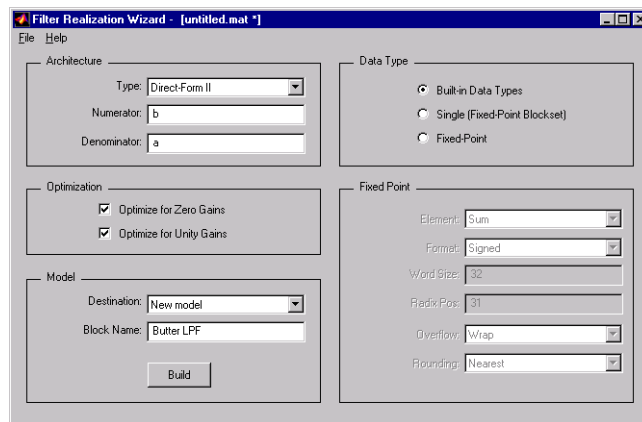 Filter Realization Wizard - [untitled.mat *]
File Help
Architecture
Type: Direct-Form II
Numerator: b
Denominator: a
Optimization
Optimize for Zero Gains
Optimize for Unity Gains
Model
Destination: New model
Block Name: Butter LPF
Build
Data Type
Built-in Data Types
Single (Fixed-Point Blockset)
Fixed-Point
Fixed Point
Element: Sum
Format: Signed
Word Size: 32
Radix Pos: 31
Overflow: Wrap
Rounding: Nearest